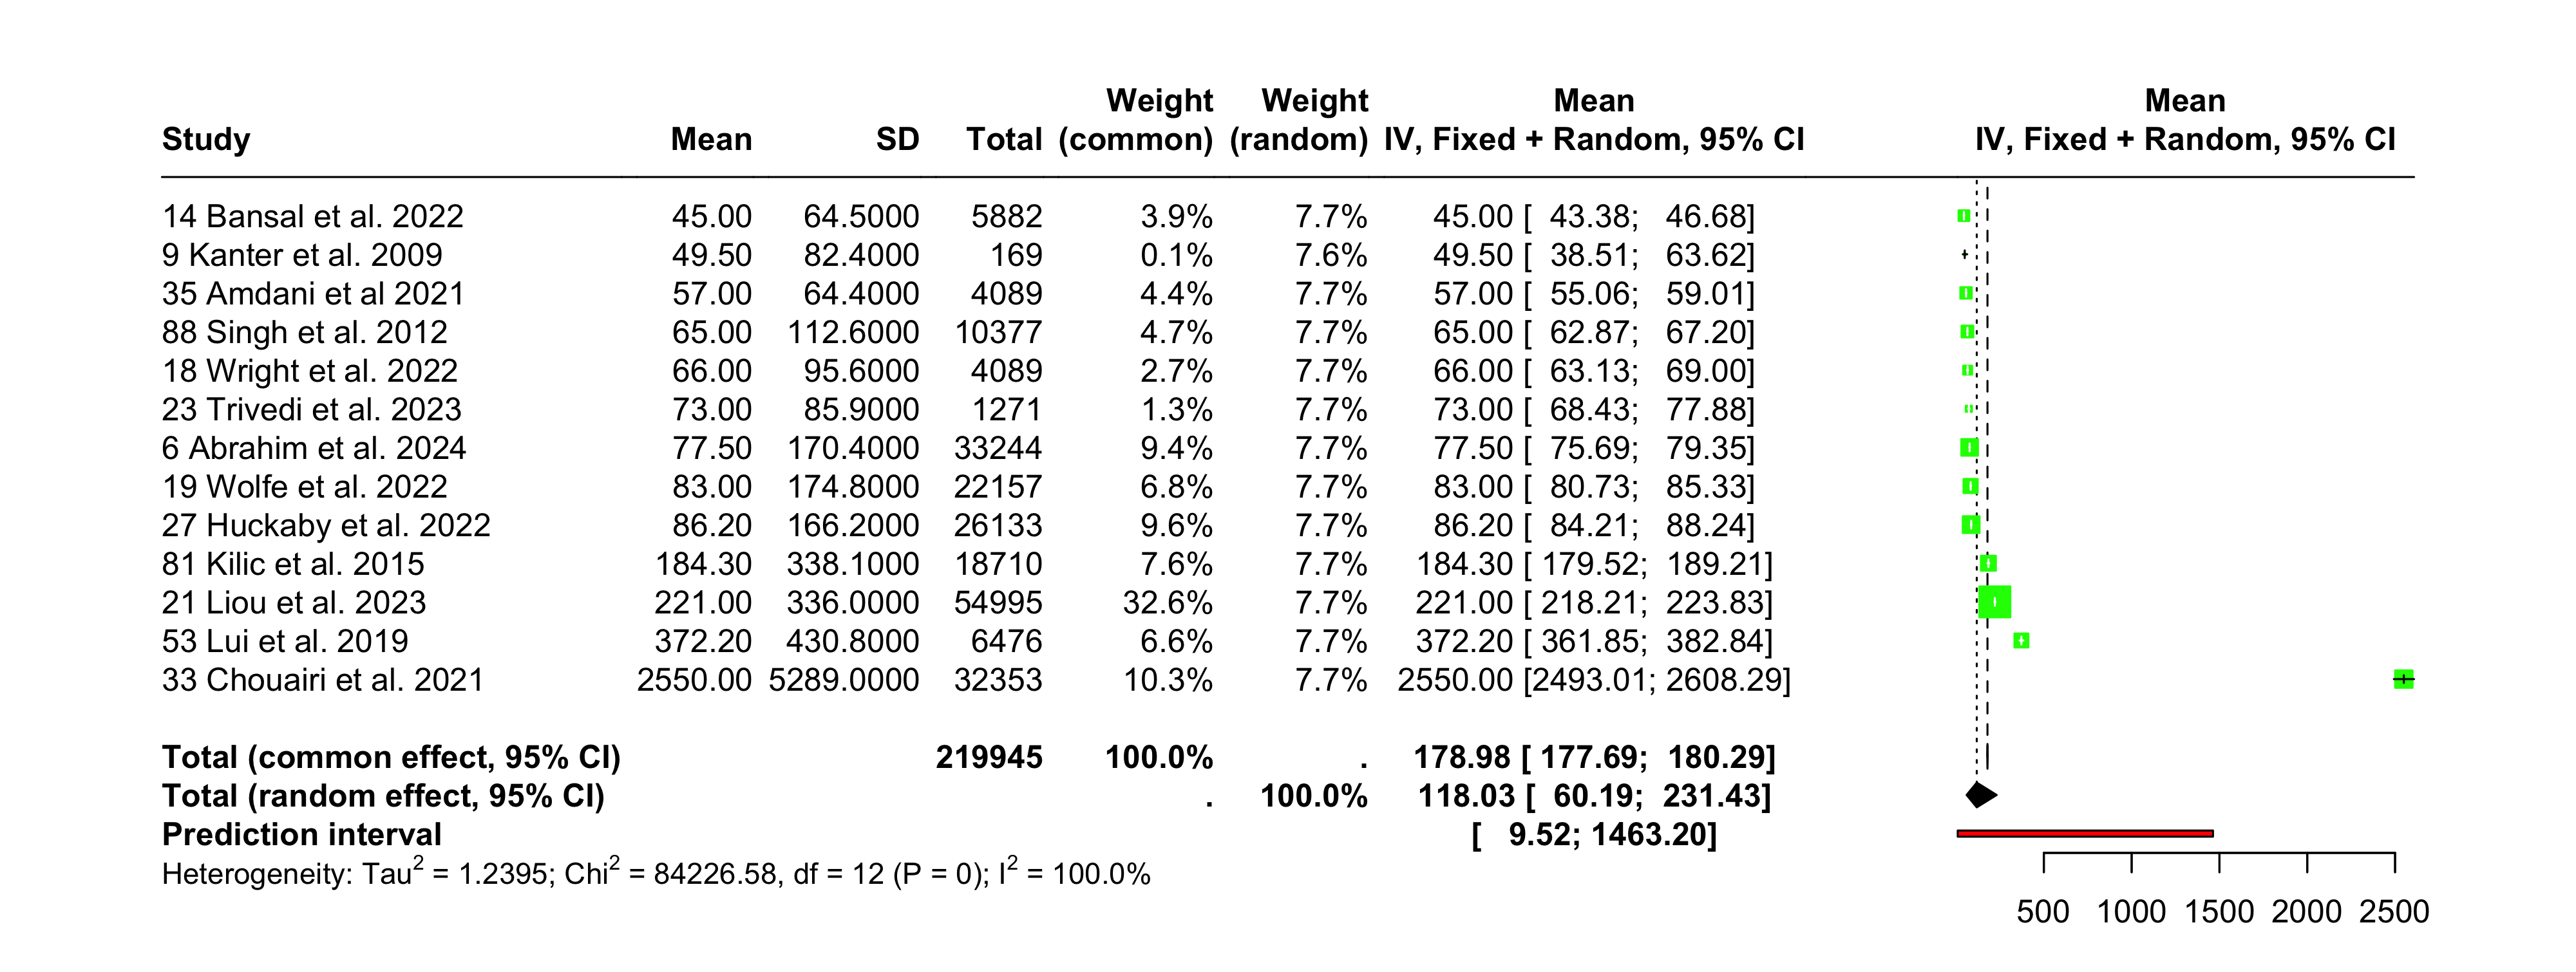 Weight Weight Mean Mean
Study Mean SD Total (common) (random) IV, Fixed + Random, 95% CI IV, Fixed + Random, 95% CI
14 Bansal et al. 2022 45.00 64.5000 5882 3.9% 7.7% 45.00 [ 43.38; 46.68]
9 Kanter et al. 2009 49.50 82.4000 169 0.1% 7.6% 49.50 [ 38.51; 63.62]
35 Amdani et al 2021 57.00 64.4000 4089 4.4% 7.7% 57.00 [ 55.06; 59.01]
88 Singh et al. 2012 65.00 112.6000 10377 4.7% 7.7% 65.00 [ 62.87; 67.20]
18 Wright et al. 2022 66.00 95.6000 4089 2.7% 7.7% 66.00 [ 63.13; 69.00]
23 Trivedi et al. 2023 73.00 85.9000 1271 1.3% 7.7% 73.00 [ 68.43; 77.88]
6 Abrahim et al. 2024 77.50 170.4000 33244 9.4% 7.7% 77.50 [ 75.69; 79.35]
19 Wolfe et al. 2022 83.00 174.8000 22157 6.8% 7.7% 83.00 [ 80.73; 85.33]
27 Huckaby et al. 2022 86.20 166.2000 26133 9.6% 7.7% 86.20 [ 84.21; 88.24]
81 Kilic et al. 2015 184.30 338.1000 18710 7.6% 7.7% 184.30 [ 179.52; 189.21]
21 Liou et al. 2023 221.00 336.0000 54995 32.6% 7.7% 221.00 [ 218.21; 223.83]
53 Lui et al. 2019 372.20 430.8000 6476 6.6% 7.7% 372.20 [ 361.85; 382.84]
33 Chouairi et al. 2021 2550.00 5289.0000 32353 10.3% 7.7% 2550.00 [2493.01; 2608.29]
Total (common effect, 95% CI) 219945 100.0% . 178.98 [ 177.69; 180.29]
Total (random effect, 95% CI) . 100.0% 118.03 [ 60.19; 231.43]
Prediction interval [ 9.52; 1463.20]
Heterogeneity: Tau² = 1.2395; Chi² = 84226.58, df = 12 (P = 0); I² = 100.0%
500 1000 1500 2000 2500